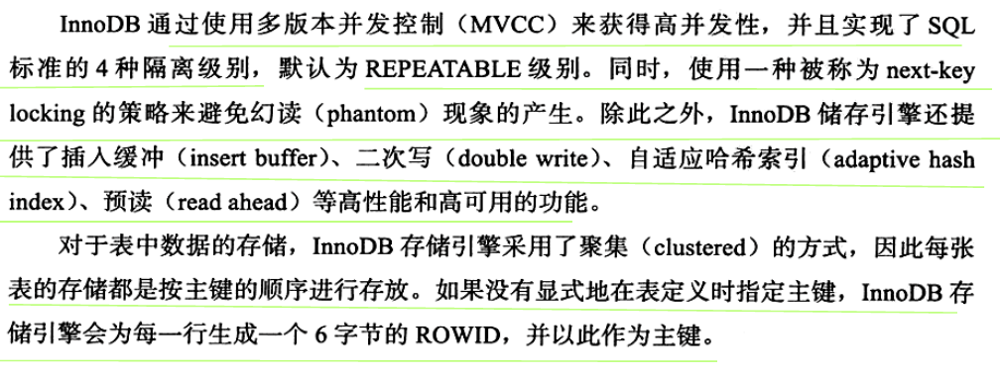 InnoDB 通过使用多版本并发控制（MVCC）来获得高并发性，并且实现了 SQL
标准的 4 种隔离级别，默认为 REPEATABLE 级别。同时，使用一种被称为 next-key
locking 的策略来避免幻读（phantom）现象的产生。除此之外，InnoDB 储存引擎还提
供了插入缓冲（insert buffer）、二次写（double write）、自适应哈希索引（adaptive hash
index）、预读（read ahead）等高性能和高可用的功能。
对于表中数据的存储，InnoDB 存储引擎采用了聚集（clustered）的方式，因此每张
表的存储都是按主键的顺序进行存放。如果没有显式地在表定义时指定主键，InnoDB 存
储引擎会为每一行生成一个 6 字节的 ROWID，并以此作为主键。